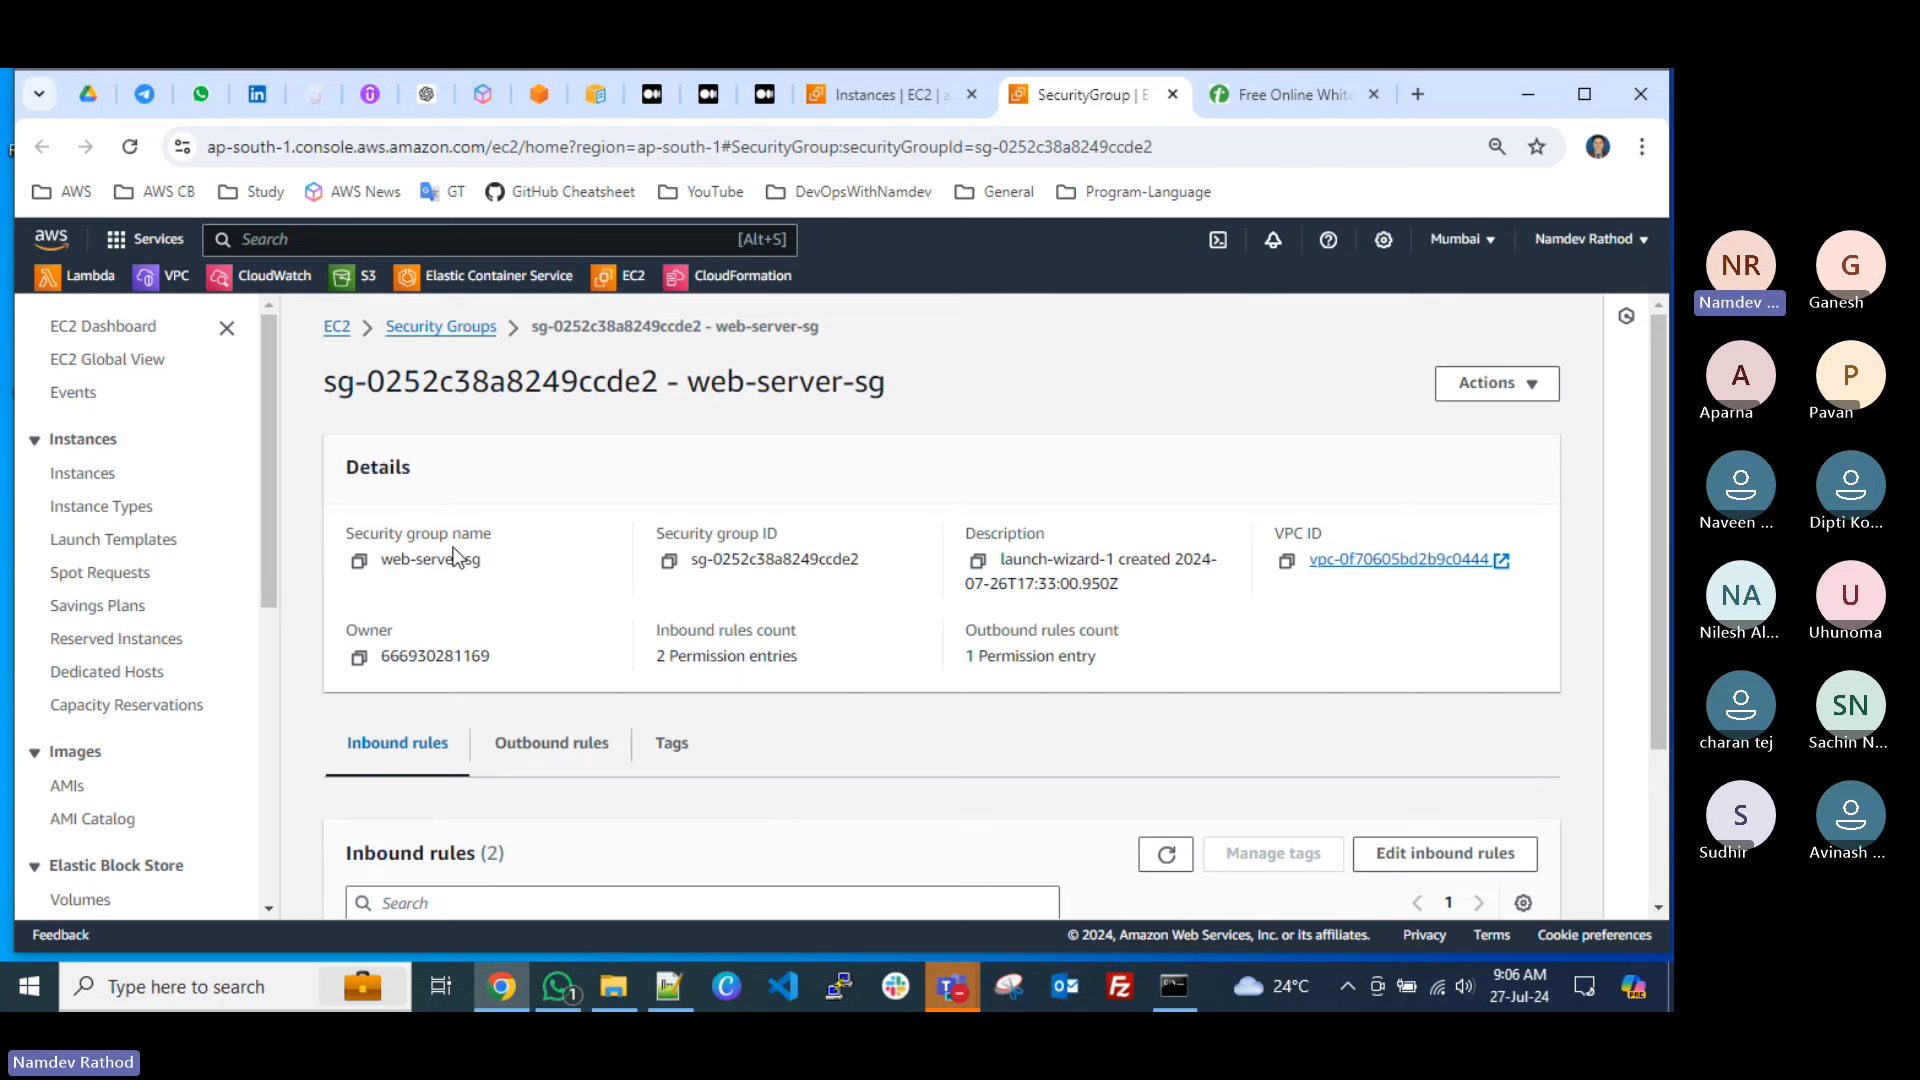 Instances | EC2 | a
SecurityGroup | E
Free Online Whit
ap-south-1.console.aws.amazon.com/ec2/home?region=ap-south-1#SecurityGroup:securityGroupId=sg-0252c38a8249ccde2
AWS
AWS CB
Study
AWS News
GT
GitHub Cheatsheet
YouTube
DevOpsWithNamdev
General
Program-Language
aws
Services
Search
[Alt+S]
Mumbai
Namdev Rathod
Lambda
VPC
CloudWatch
S3
Elastic Container Service
EC2
CloudFormation
EC2 Dashboard
EC2 Global View
Events
Instances
Instances
Instance Types
Launch Templates
Spot Requests
Savings Plans
Reserved Instances
Dedicated Hosts
Capacity Reservations
Images
AMIs
AMI Catalog
Elastic Block Store
Volumes
EC2
Security Groups
sg-0252c38a8249ccde2 - web-server-sg
sg-0252c38a8249ccde2 - web-server-sg
Actions
Details
Security group name
web-server-sg
Security group ID
sg-0252c38a8249ccde2
Description
launch-wizard-1 created 2024-
07-26T17:33:00.950Z
VPC ID
vpc-0f70605bd2b9c0444
Owner
666930281169
Inbound rules count
2 Permission entries
Outbound rules count
1 Permission entry
Inbound rules
Outbound rules
Tags
Inbound rules (2)
Manage tags
Edit inbound rules
Search
1
Feedback
© 2024, Amazon Web Services, Inc. or its affiliates.
Privacy
Terms
Cookie preferences
Type here to search
1
24°C
9:06 AM
27-Jul-24
PRE
NR
Namdev ...
G
Ganesh
A
Aparna
P
Pavan
Naveen ...
Dipti Ko...
NA
Nilesh Al...
U
Uhunoma
charan tej
SN
Sachin N...
S
Sudhir
Avinash ...
Namdev Rathod